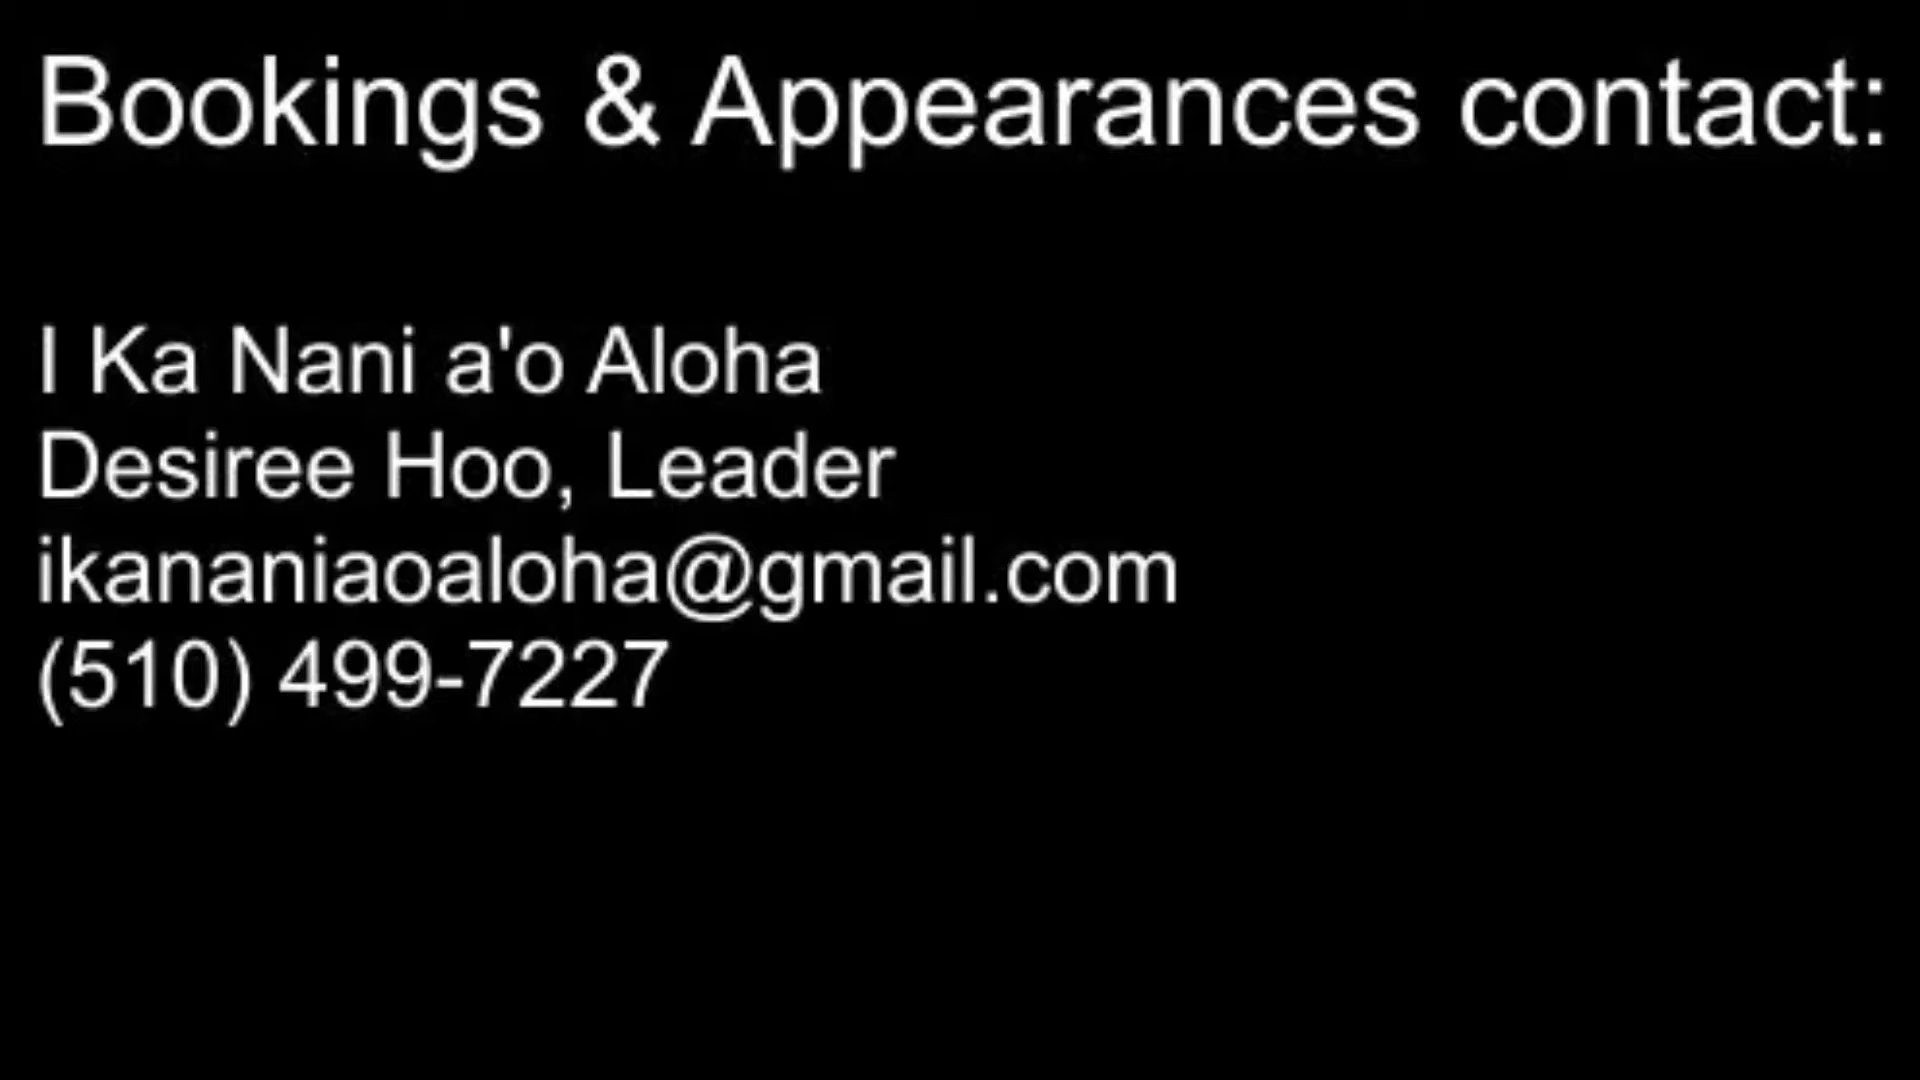 Bookings & Appearances contact:
I Ka Nani a'o Aloha
Desiree Hoo, Leader
ikananiaoaloha@gmail.com
(510) 499-7227